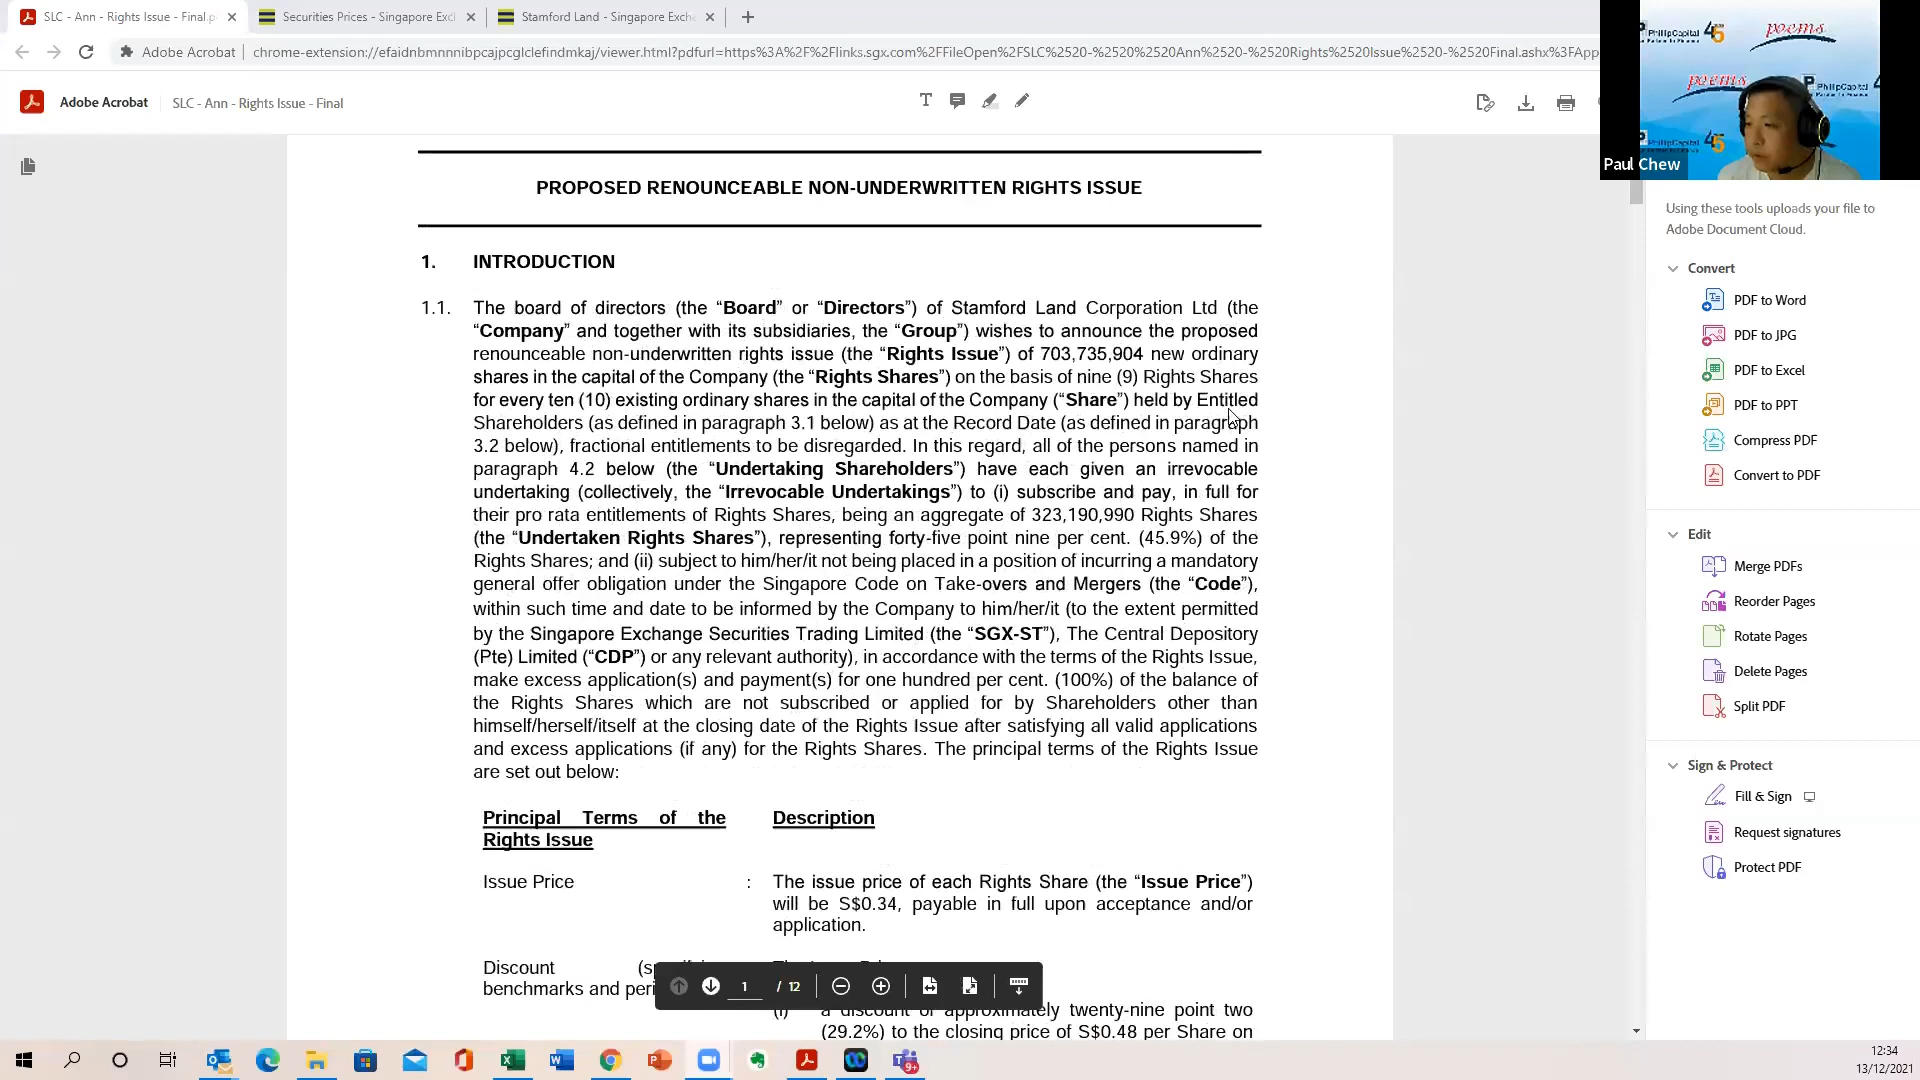 SLC - Ann - Rights Issue - Final.p
Securities Prices - Singapore Exc
Stamford Land - Singapore Exch
Adobe Acrobat
chrome-extension://efaidnbmnnnibpcajpcglclefindmkaj/viewer.html?pdfurl=https%3A%2F%2Flinks.sgx.com%2FFileOpen%2FSLC%2520-%2520%2520Ann%2520-%2520Rights%2520Issue%2520-%2520Final.ashx%3FApp
Adobe Acrobat
SLC - Ann - Rights Issue - Final
PhillipCapital
poems
poems
PhillipCapital
Paul Chew
PROPOSED RENOUNCEABLE NON-UNDERWRITTEN RIGHTS ISSUE
1. INTRODUCTION
1.1. The board of directors (the “Board” or “Directors”) of Stamford Land Corporation Ltd (the
“Company” and together with its subsidiaries, the “Group”) wishes to announce the proposed
renounceable non-underwritten rights issue (the “Rights Issue”) of 703,735,904 new ordinary
shares in the capital of the Company (the “Rights Shares”) on the basis of nine (9) Rights Shares
for every ten (10) existing ordinary shares in the capital of the Company (“Share”) held by Entitled
Shareholders (as defined in paragraph 3.1 below) as at the Record Date (as defined in paragraph
3.2 below), fractional entitlements to be disregarded. In this regard, all of the persons named in
paragraph 4.2 below (the “Undertaking Shareholders”) have each given an irrevocable
undertaking (collectively, the “Irrevocable Undertakings”) to (i) subscribe and pay, in full for
their pro rata entitlements of Rights Shares, being an aggregate of 323,190,990 Rights Shares
(the “Undertaken Rights Shares”), representing forty-five point nine per cent. (45.9%) of the
Rights Shares; and (ii) subject to him/her/it not being placed in a position of incurring a mandatory
general offer obligation under the Singapore Code on Take-overs and Mergers (the “Code”),
within such time and date to be informed by the Company to him/her/it (to the extent permitted
by the Singapore Exchange Securities Trading Limited (the “SGX-ST”), The Central Depository
(Pte) Limited (“CDP”) or any relevant authority), in accordance with the terms of the Rights Issue,
make excess application(s) and payment(s) for one hundred per cent. (100%) of the balance of
the Rights Shares which are not subscribed or applied for by Shareholders other than
himself/herself/itself at the closing date of the Rights Issue after satisfying all valid applications
and excess applications (if any) for the Rights Shares. The principal terms of the Rights Issue
are set out below:
Principal Terms of the Description
Rights Issue
Issue Price : The issue price of each Rights Share (the “Issue Price”)
will be S$0.34, payable in full upon acceptance and/or
application.
Discount
benchmarks and peri
(i) a discount of approximately twenty-nine point two
(29.2%) to the closing price of S$0.48 per Share on
1 / 12
Using these tools uploads your file to
Adobe Document Cloud.
Convert
PDF to Word
PDF to JPG
PDF to Excel
PDF to PPT
Compress PDF
Convert to PDF
Edit
Merge PDFs
Reorder Pages
Rotate Pages
Delete Pages
Split PDF
Sign & Protect
Fill & Sign
Request signatures
Protect PDF
9+
12:34
13/12/2021